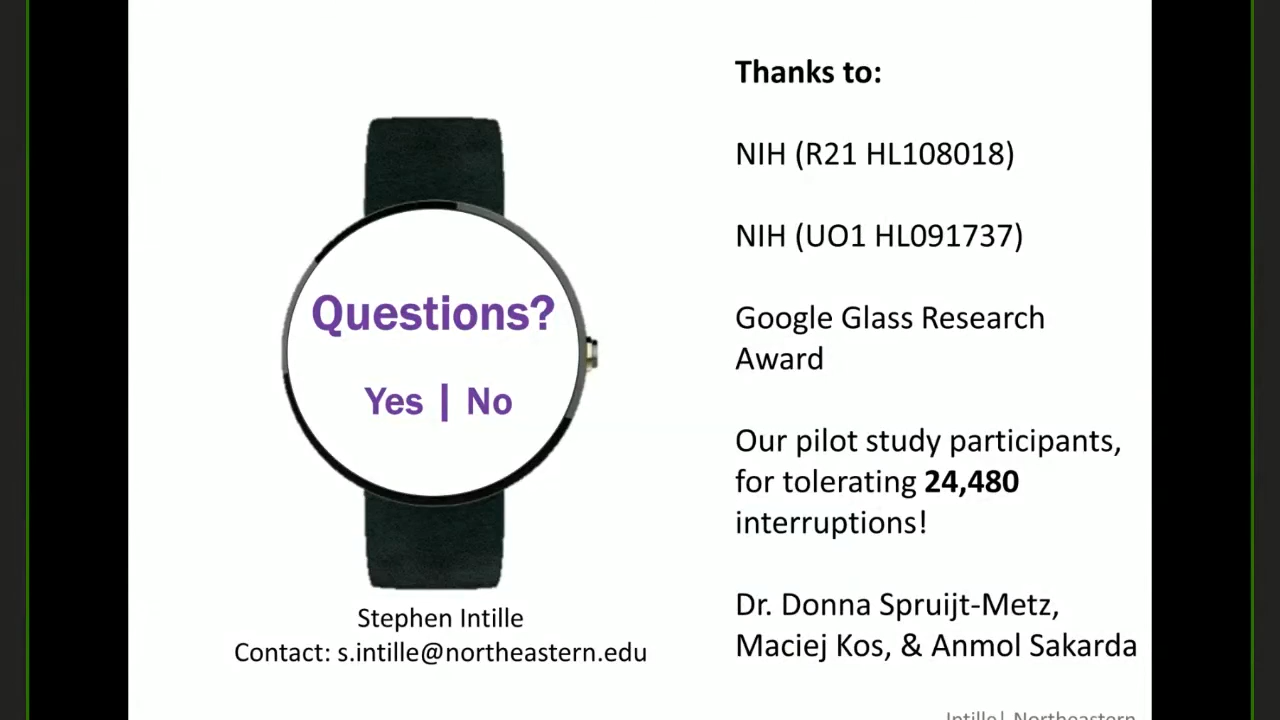 Questions?
Yes | No
Stephen Intille
Contact: s.intille@northeastern.edu
Thanks to:
NIH (R21 HL108018)
NIH (UO1 HL091737)
Google Glass Research
Award
Our pilot study participants,
for tolerating 24,480
interruptions!
Dr. Donna Spruijt-Metz,
Maciej Kos, & Anmol Sakarda
Intille| Northeastern